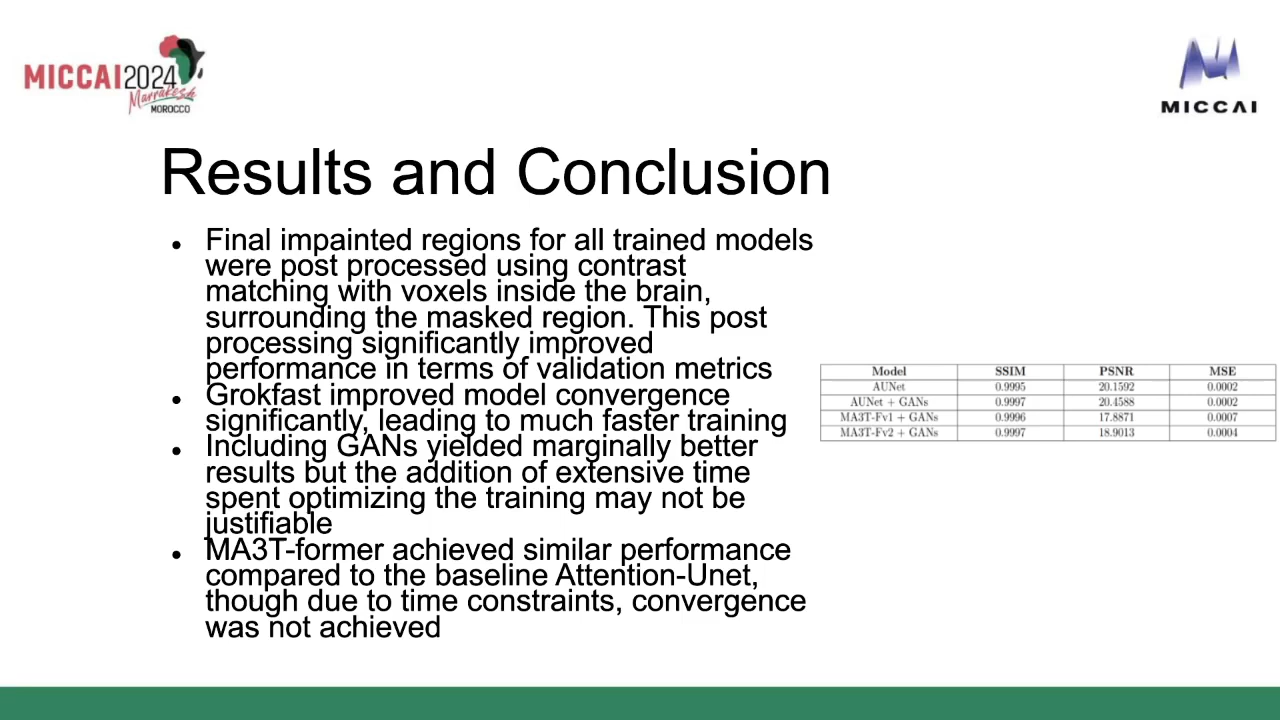 MICCAI2024
Marrakesh
MOROCCO
MICCAI
Results and Conclusion
● Final impainted regions for all trained models
were post processed using contrast
matching with voxels inside the brain,
surrounding the masked region. This post
processing significantly improved
performance in terms of validation metrics
● Grokfast improved model convergence
significantly, leading to much faster training
● Including GANs yielded marginally better
results but the addition of extensive time
spent optimizing the training may not be
justifiable
● MA3T-former achieved similar performance
compared to the baseline Attention-Unet,
though due to time constraints, convergence
was not achieved
Model SSIM PSNR MSE
AUNet 0.9995 20.1592 0.0002
AUNet + GANs 0.9997 20.4588 0.0002
MA3T-Fv1 + GANs 0.9996 17.8871 0.0007
MA3T-Fv2 + GANs 0.9997 18.9013 0.0004